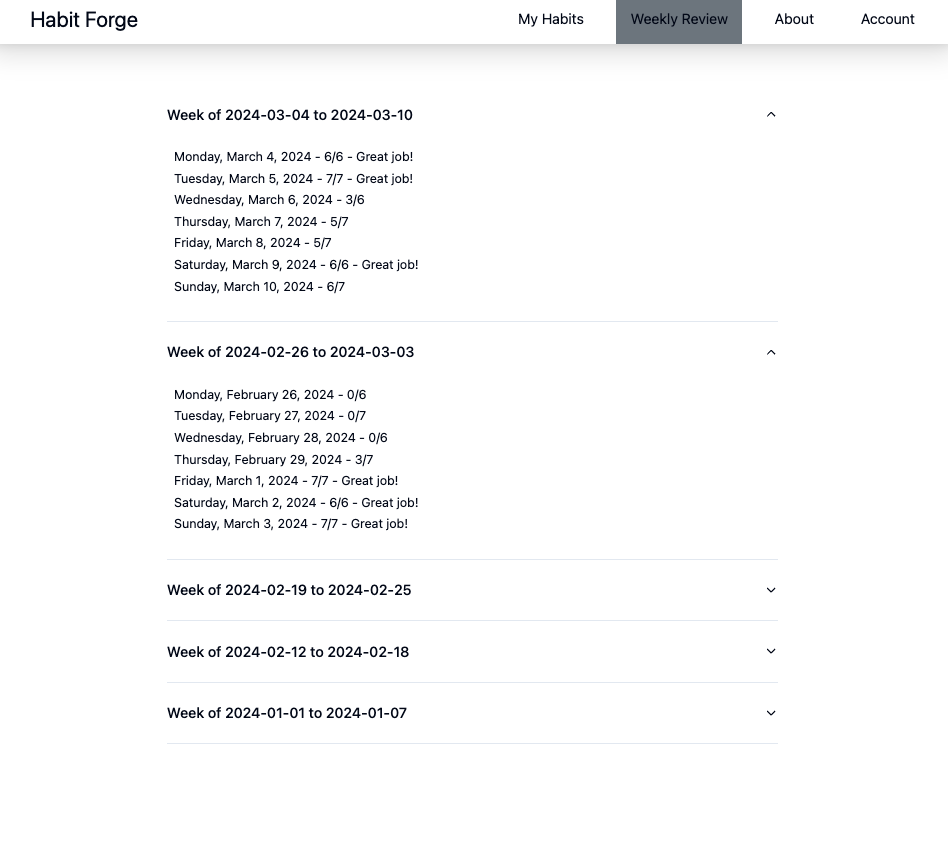 Habit Forge
My Habits
Weekly Review
About
Account
Week of 2024-03-04 to 2024-03-10
Monday, March 4, 2024 - 6/6 - Great job!
Tuesday, March 5, 2024 - 7/7 - Great job!
Wednesday, March 6, 2024 - 3/6
Thursday, March 7, 2024 - 5/7
Friday, March 8, 2024 - 5/7
Saturday, March 9, 2024 - 6/6 - Great job!
Sunday, March 10, 2024 - 6/7
Week of 2024-02-26 to 2024-03-03
Monday, February 26, 2024 - 0/6
Tuesday, February 27, 2024 - 0/7
Wednesday, February 28, 2024 - 0/6
Thursday, February 29, 2024 - 3/7
Friday, March 1, 2024 - 7/7 - Great job!
Saturday, March 2, 2024 - 6/6 - Great job!
Sunday, March 3, 2024 - 7/7 - Great job!
Week of 2024-02-19 to 2024-02-25
Week of 2024-02-12 to 2024-02-18
Week of 2024-01-01 to 2024-01-07